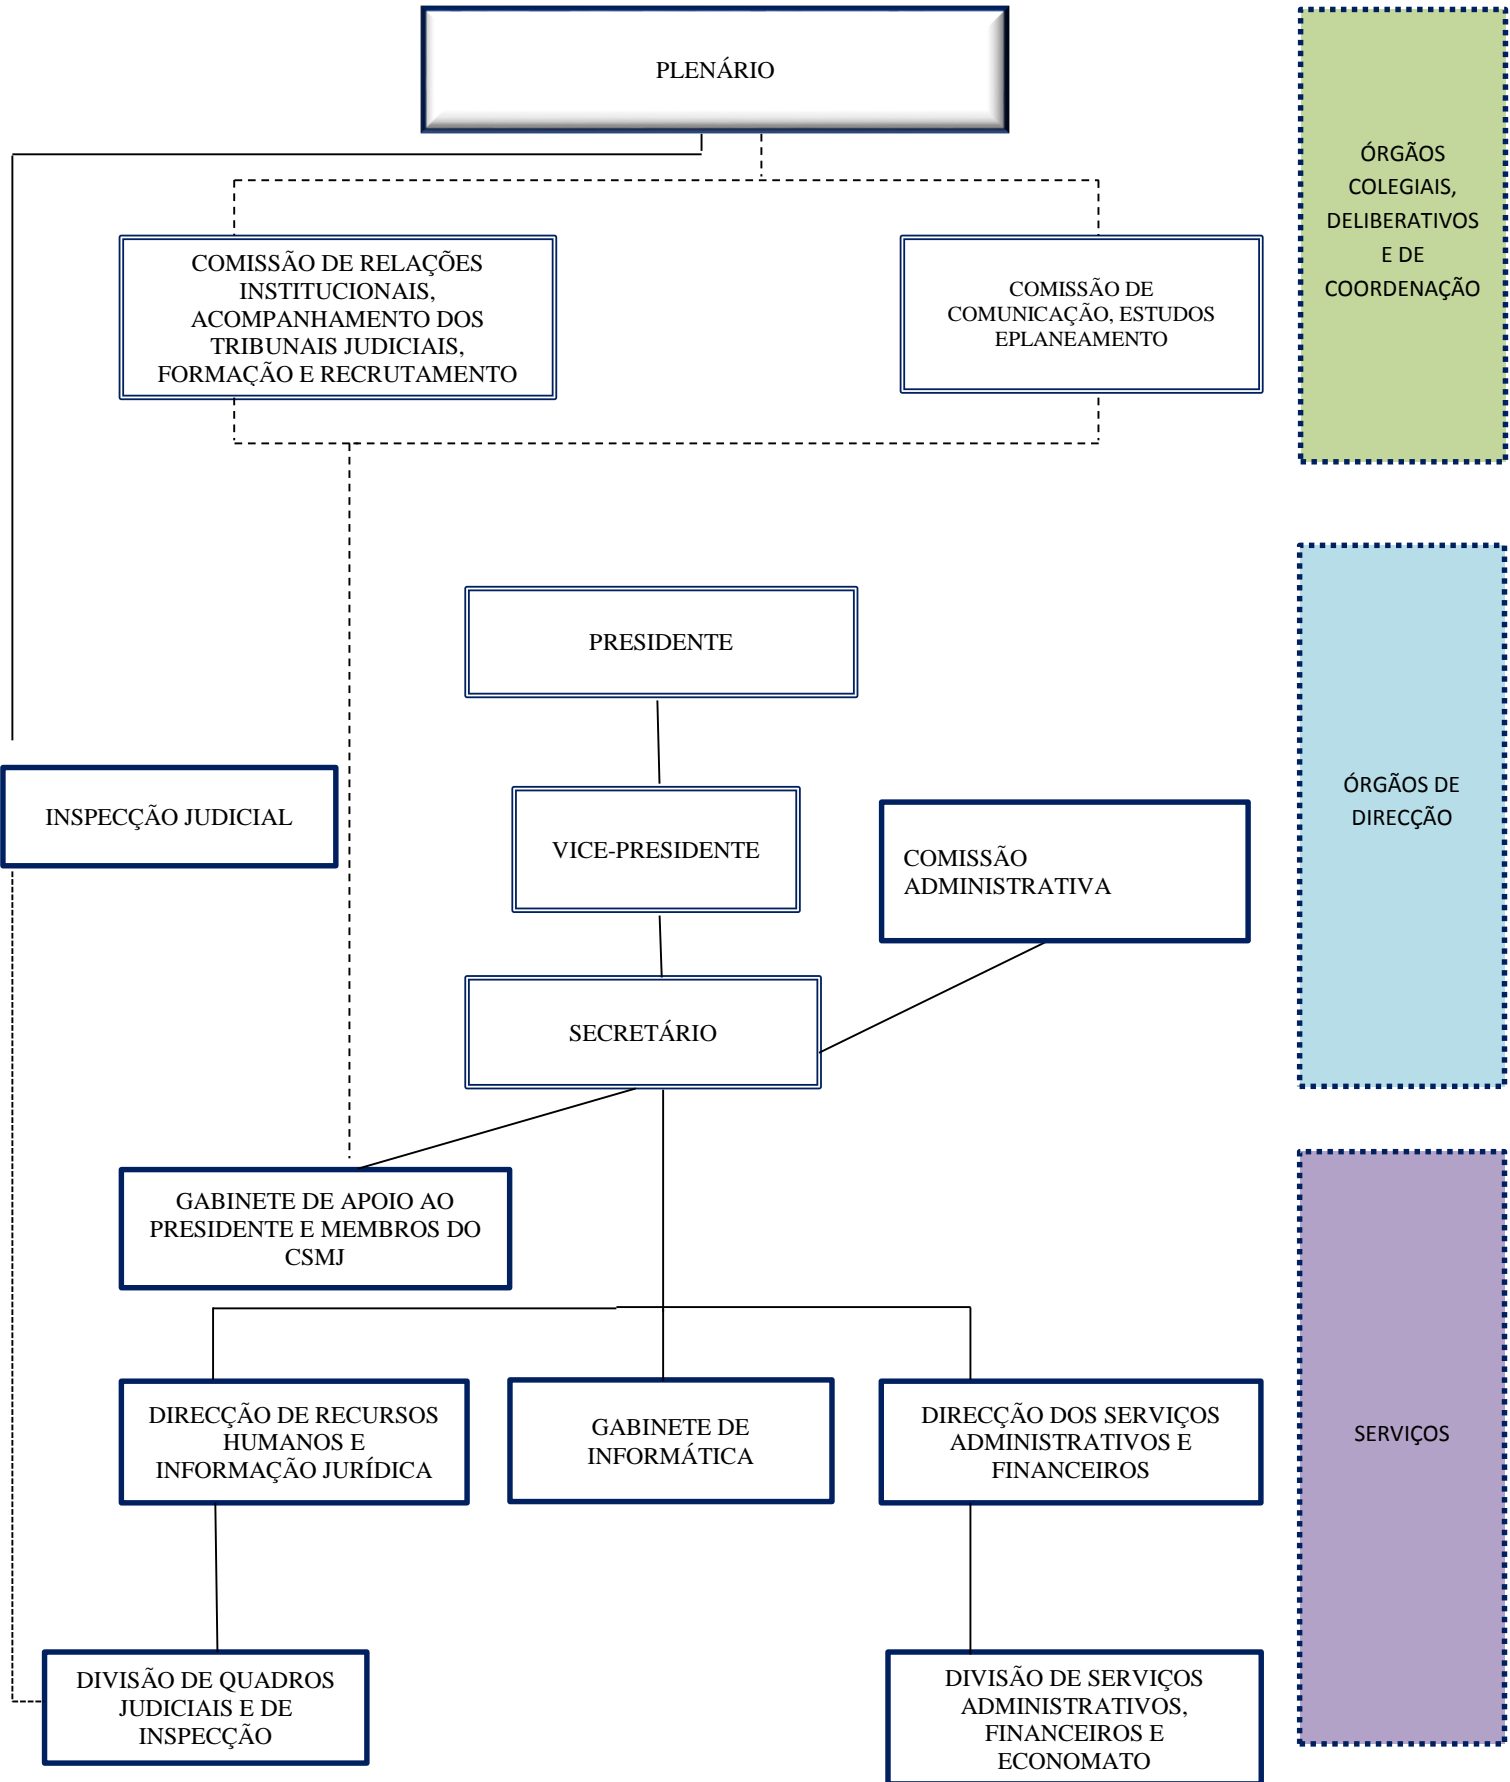 PLENÁRIO
ÓRGÃOS
COLEGIAIS,
DELIBERATIVOS
E DE
COORDENAÇÃO
COMISSÃO DE RELAÇÕES
INSTITUCIONAIS,
ACOMPANHAMENTO DOS
TRIBUNAIS JUDICIAIS,
FORMAÇÃO E RECRUTAMENTO
COMISSÃO DE
COMUNICAÇÃO, ESTUDOS
EPLANEAMENTO
PRESIDENTE
INSPECÇÃO JUDICIAL
VICE-PRESIDENTE
COMISSÃO
ADMINISTRATIVA
ÓRGÃOS DE
DIRECÇÃO
SECRETÁRIO
GABINETE DE APOIO AO
PRESIDENTE E MEMBROS DO
CSMJ
DIRECÇÃO DE RECURSOS
HUMANOS E
INFORMAÇÃO JURÍDICA
GABINETE DE
INFORMÁTICA
DIRECÇÃO DOS SERVIÇOS
ADMINISTRATIVOS E
FINANCEIROS
SERVIÇOS
DIVISÃO DE QUADROS
JUDICIAIS E DE
INSPECÇÃO
DIVISÃO DE SERVIÇOS
ADMINISTRATIVOS,
FINANCEIROS E
ECONOMATO